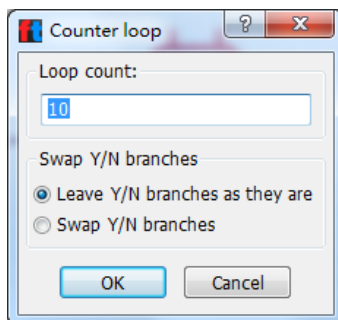 Counter loop
Loop count:
10
Swap Y/N branches
Leave Y/N branches as they are
Swap Y/N branches
OK Cancel